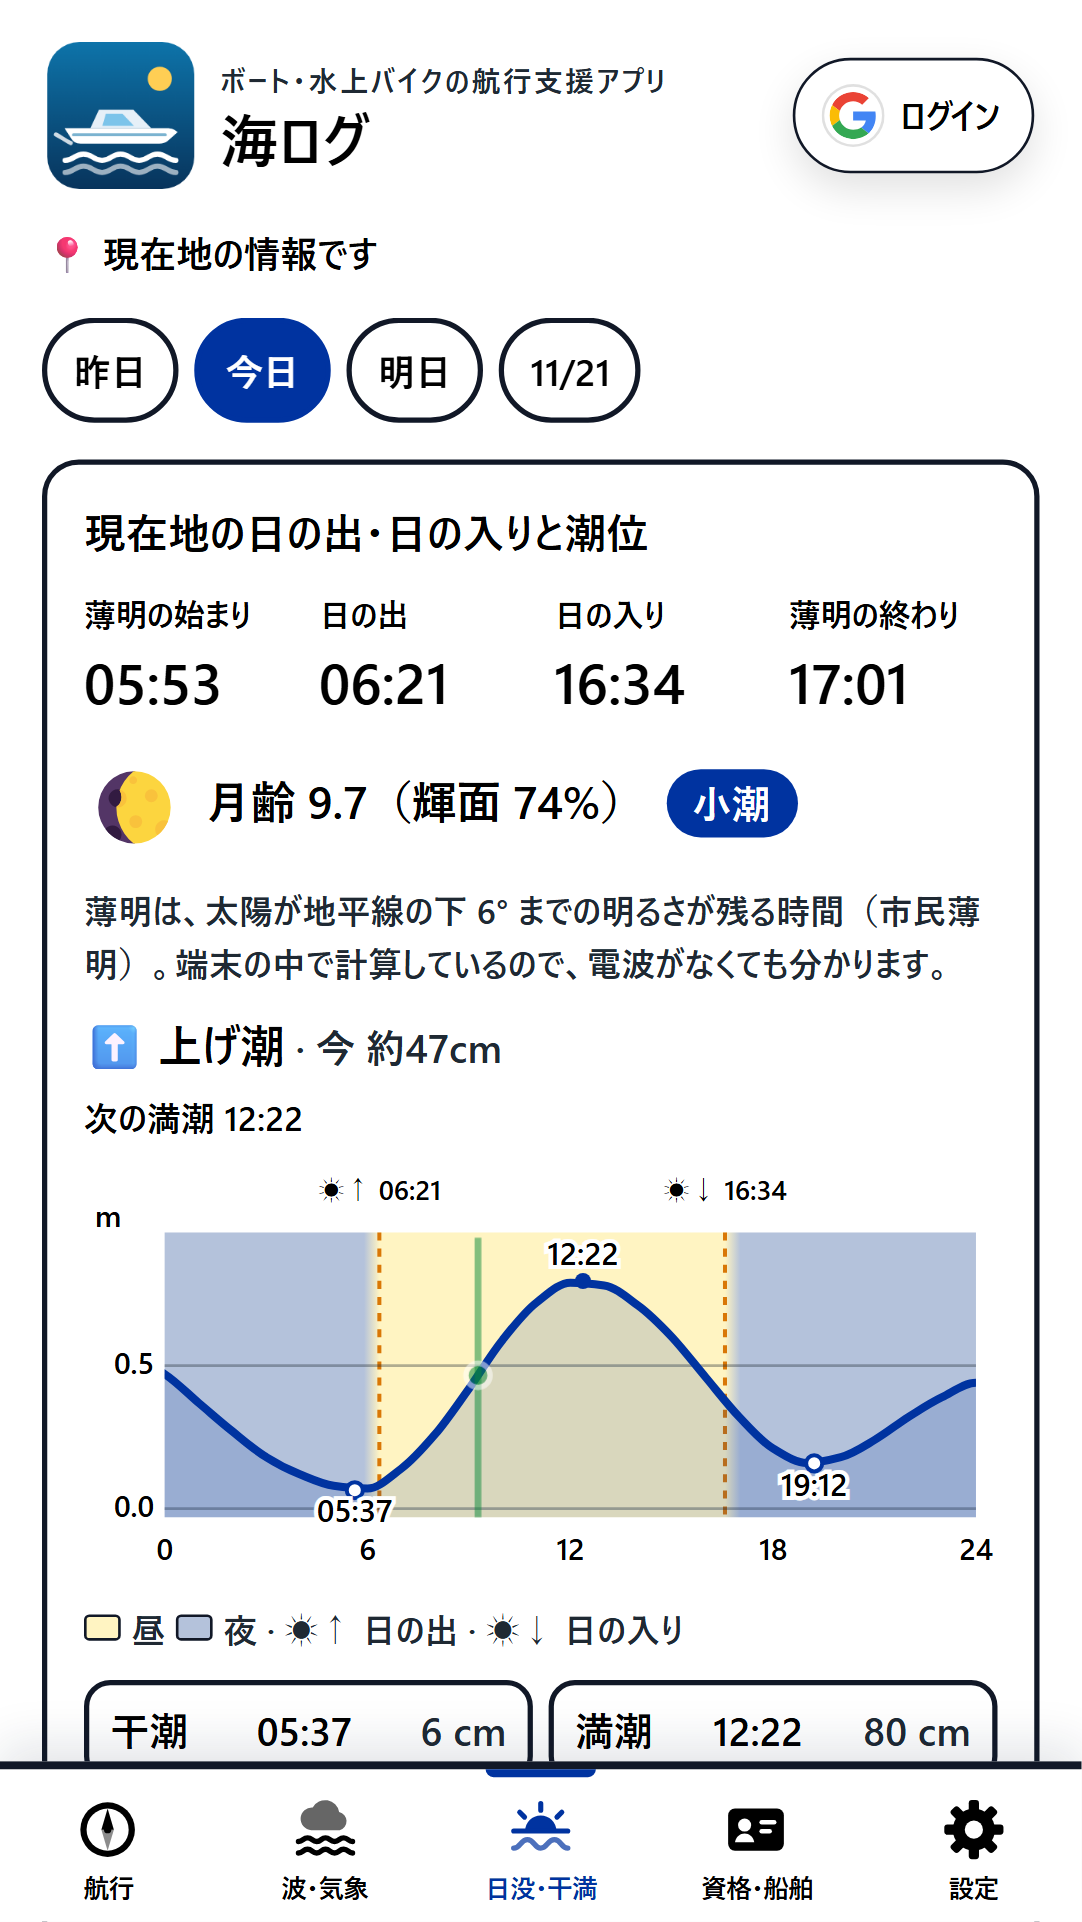 ボート・水上バイクの航行支援アプリ
海ログ
ログイン
現在地の情報です
昨日 今日 明日 11/21
現在地の日の出・日の入りと潮位
薄明の始まり 日の出 日の入り 薄明の終わり
05:53 06:21 16:34 17:01
月齢 9.7（輝面 74%） 小潮
薄明は、太陽が地平線の下 6° までの明るさが残る時間（市民薄
明）。端末の中で計算しているので、電波がなくても分かります。
上げ潮 · 今 約47cm
次の満潮 12:22
☀↑ 06:21 ☀↓ 16:34
m
12:22
0.5
19:12
0.0
05:37
0 6 12 18 24
昼 夜 · ☀↑ 日の出 · ☀↓ 日の入り
干潮 05:37 6 cm 満潮 12:22 80 cm
航行 波・気象 日没・干満 資格・船舶 設定